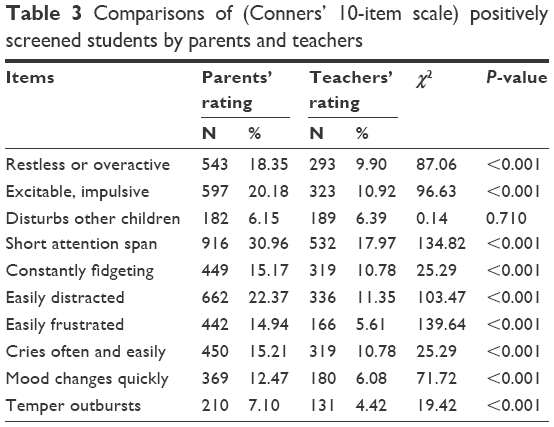 Table 3 Comparisons of (Conners’ 10-item scale) positively
screened students by parents and teachers
Items Parents’ Teachers’ χ² P-value
rating rating
N % N %
Restless or overactive 543 18.35 293 9.90 87.06 <0.001
Excitable, impulsive 597 20.18 323 10.92 96.63 <0.001
Disturbs other children 182 6.15 189 6.39 0.14 0.710
Short attention span 916 30.96 532 17.97 134.82 <0.001
Constantly fidgeting 449 15.17 319 10.78 25.29 <0.001
Easily distracted 662 22.37 336 11.35 103.47 <0.001
Easily frustrated 442 14.94 166 5.61 139.64 <0.001
Cries often and easily 450 15.21 319 10.78 25.29 <0.001
Mood changes quickly 369 12.47 180 6.08 71.72 <0.001
Temper outbursts 210 7.10 131 4.42 19.42 <0.001